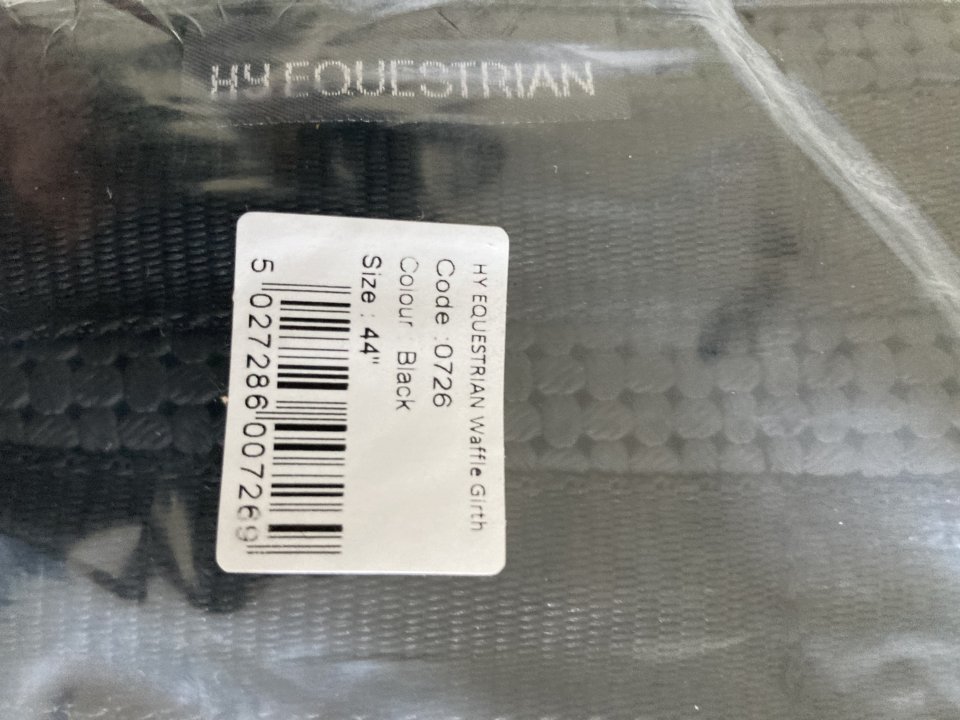 HY EQUESTRIAN
HY EQUESTRIAN Waffle Girth
Code :0726
Colour : Black
Size : 44"
5 027286 007269